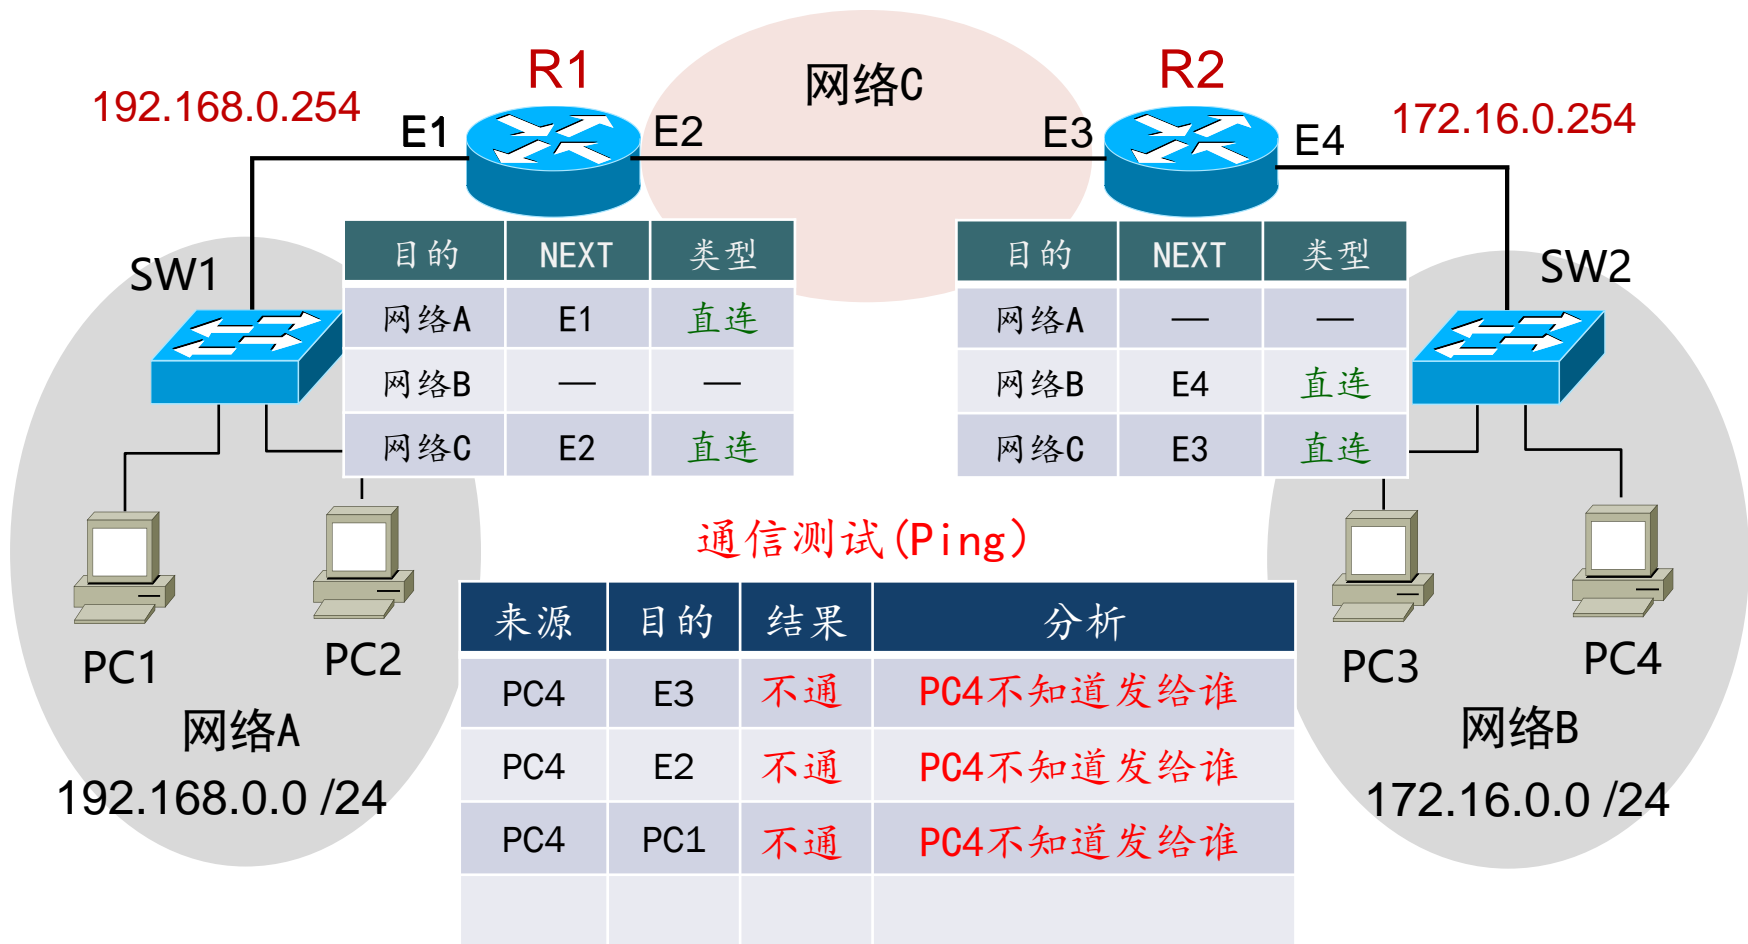 R1
网络C
R2
192.168.0.254
E1
E2
E3
E4
172.16.0.254
SW1
SW2
目的 NEXT 类型
网络A E1 直连
网络B — —
网络C E2 直连
目的 NEXT 类型
网络A — —
网络B E4 直连
网络C E3 直连
通信测试(Ping)
PC1
PC2
PC3
PC4
网络A
192.168.0.0 /24
网络B
172.16.0.0 /24
来源 目的 结果 分析
PC4 E3 不通 PC4不知道发给谁
PC4 E2 不通 PC4不知道发给谁
PC4 PC1 不通 PC4不知道发给谁